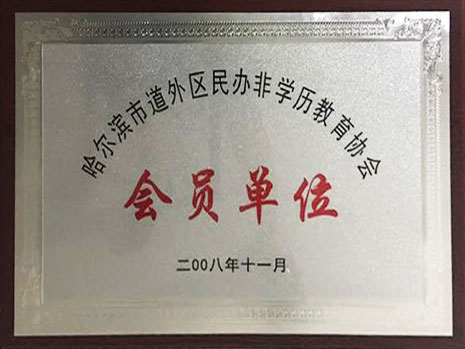 哈尔滨市道外区民办非学历教育协会
会员单位
二00八年十一月